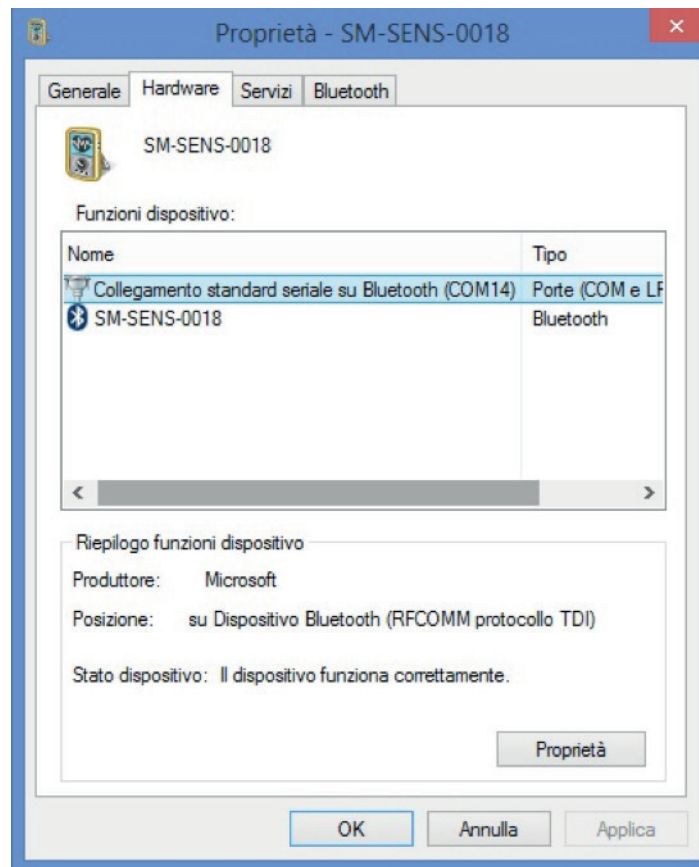 Proprietà - SM-SENS-0018
Generale Hardware Servizi Bluetooth
SM-SENS-0018
Funzioni dispositivo:
Nome Tipo
Collegamento standard seriale su Bluetooth (COM14) Porte (COM e LF
SM-SENS-0018 Bluetooth
Riepilogo funzioni dispositivo
Produttore: Microsoft
Posizione: su Dispositivo Bluetooth (RFCOMM protocollo TDI)
Stato dispositivo: Il dispositivo funziona correttamente.
Proprietà
OK Annulla Applica